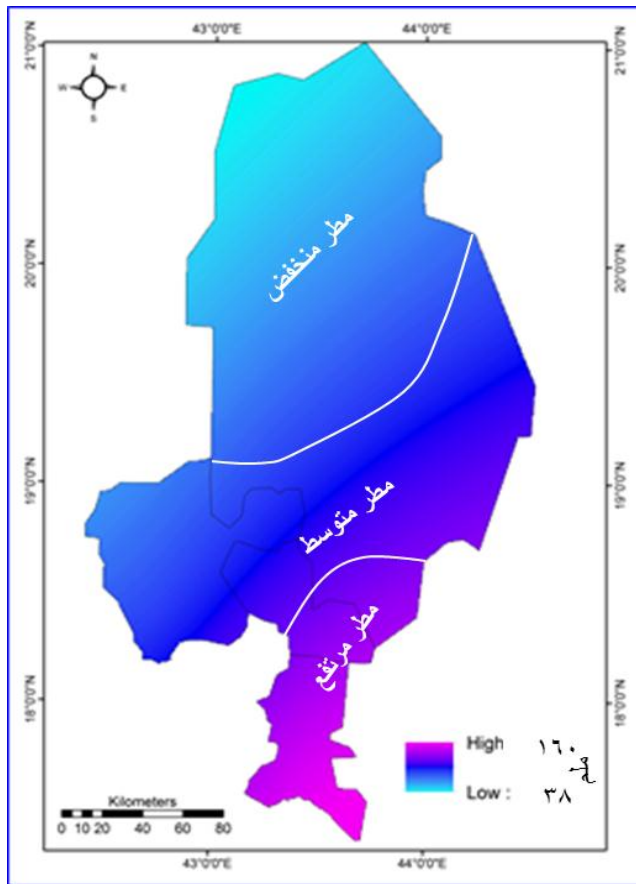 43°0'0"E 44°0'0"E
21°0'0"N 21°0'0"N
N
W E
S
مطر منخفض
20°0'0"N 20°0'0"N
19°0'0"N 19°0'0"N
مطر متوسط
مطر مرتفع
18°0'0"N 18°0'0"N
High ١٦٠
ملم
Low : ٣٨
Kilometers
0 10 20 40 60 80
43°0'0"E 44°0'0"E